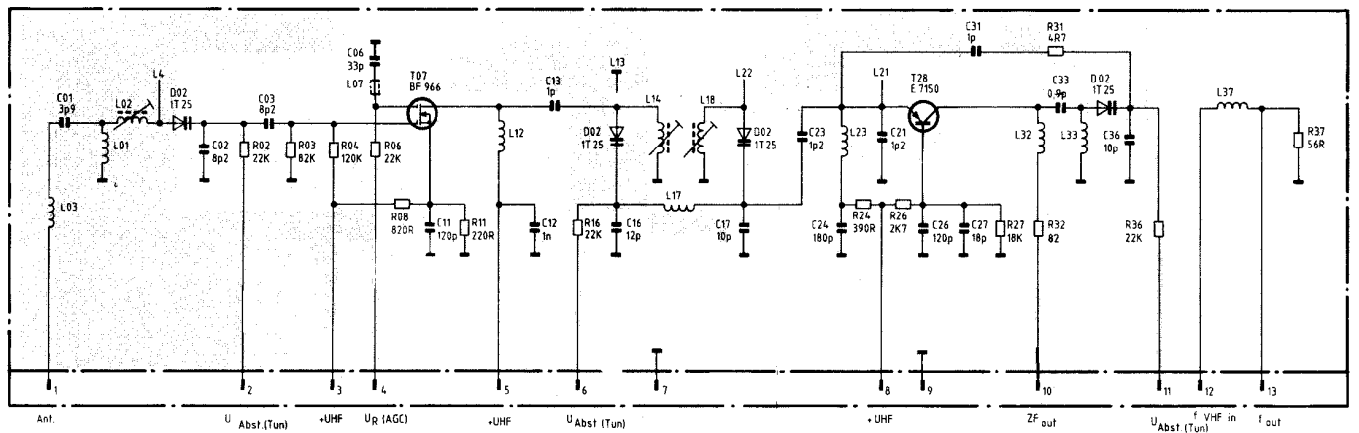 C01
3p9
L02
L4
D02
1T 25
C03
8p2
L01
L03
C02
8p2
R02
22K
R03
82K
R04
120K
C06
33p
L07
R06
22K
T07
BF 966
R08
820R
C11
120p
R11
220R
L12
C12
1n
C13
1p
L13
D02
1T 25
L14
L18
L22
D02
1T 25
R16
22K
C16
12p
L17
C17
10p
C23
1p2
L23
L21
C21
1p2
T28
E 7150
C31
1p
R31
4R7
C33
0,9p
D02
1T 25
L32
L33
C36
10p
C24
180p
R24
390R
R26
2K7
C26
120p
C27
18p
R27
18K
R32
82
R36
22K
L37
R37
56R
1 2 3 4 5 6 7 8 9 10 11 12 13
Ant.
U Abst.(Tun)
+UHF
UR (AGC)
+UHF
UAbst (Tun)
+UHF
ZFout
UAbst.(Tun)
f VHF in
fout